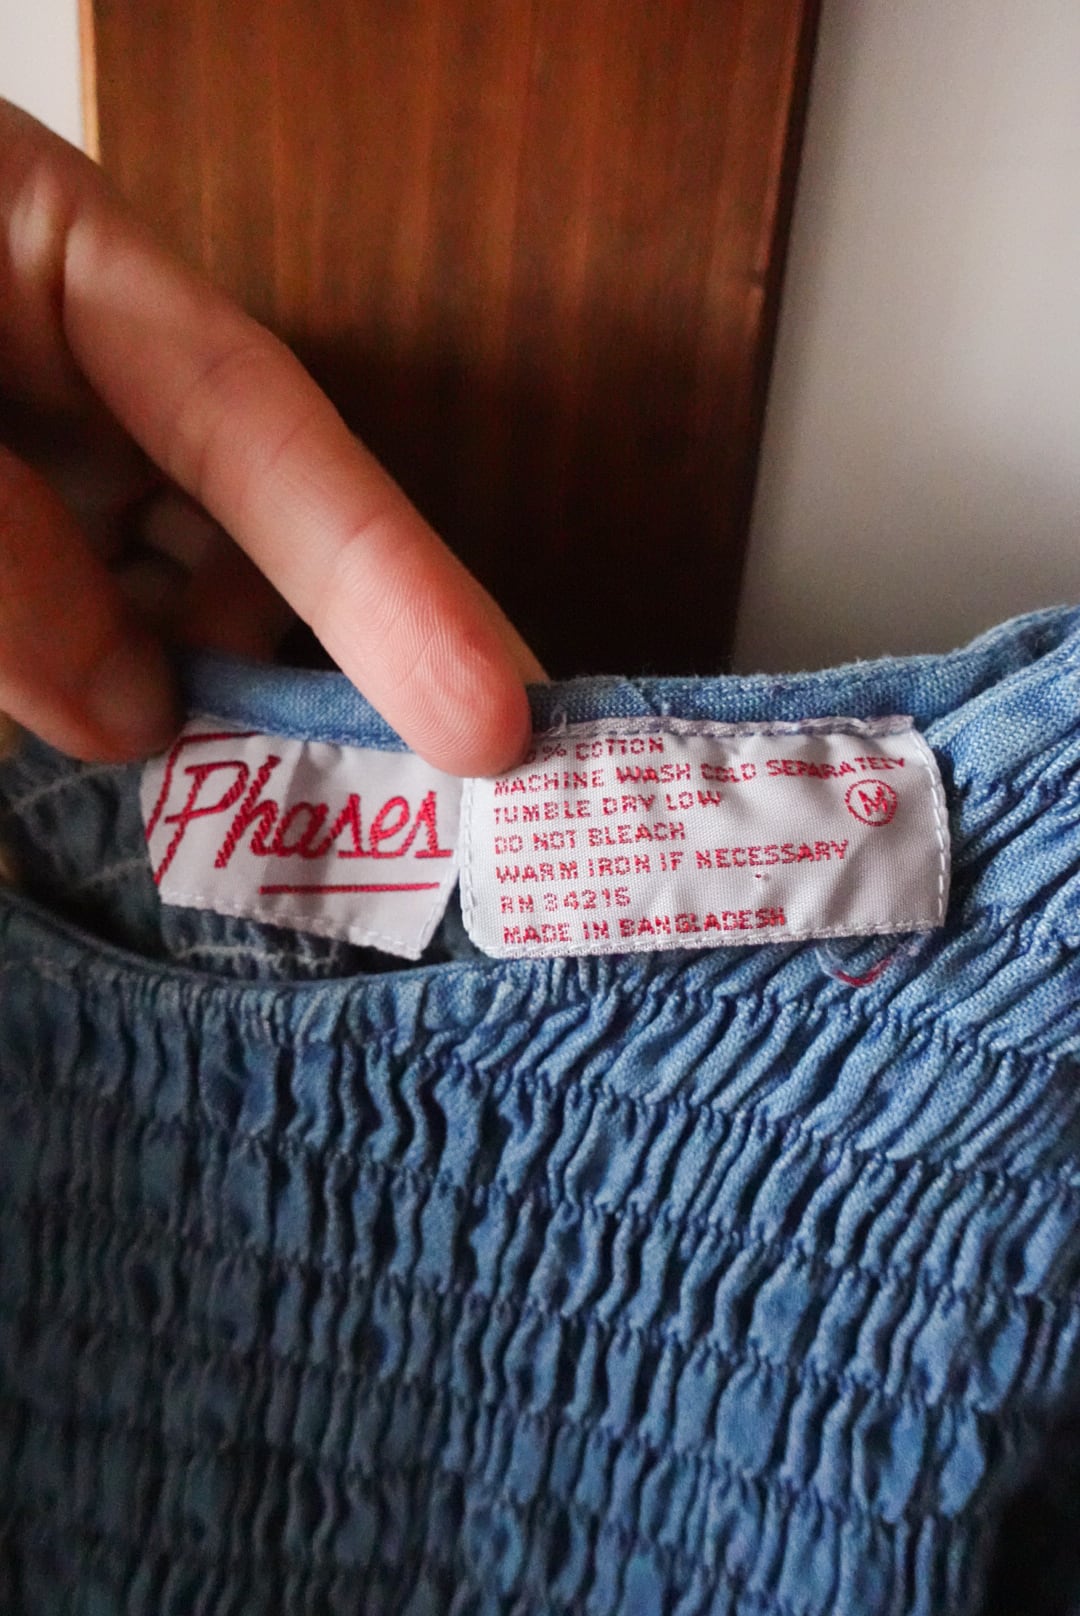 Phases
% COTTON
MACHINE WASH COLD SEPARATELY
TUMBLE DRY LOW
M
DO NOT BLEACH
WARM IRON IF NECESSARY
RN 34216
MADE IN BANGLADESH